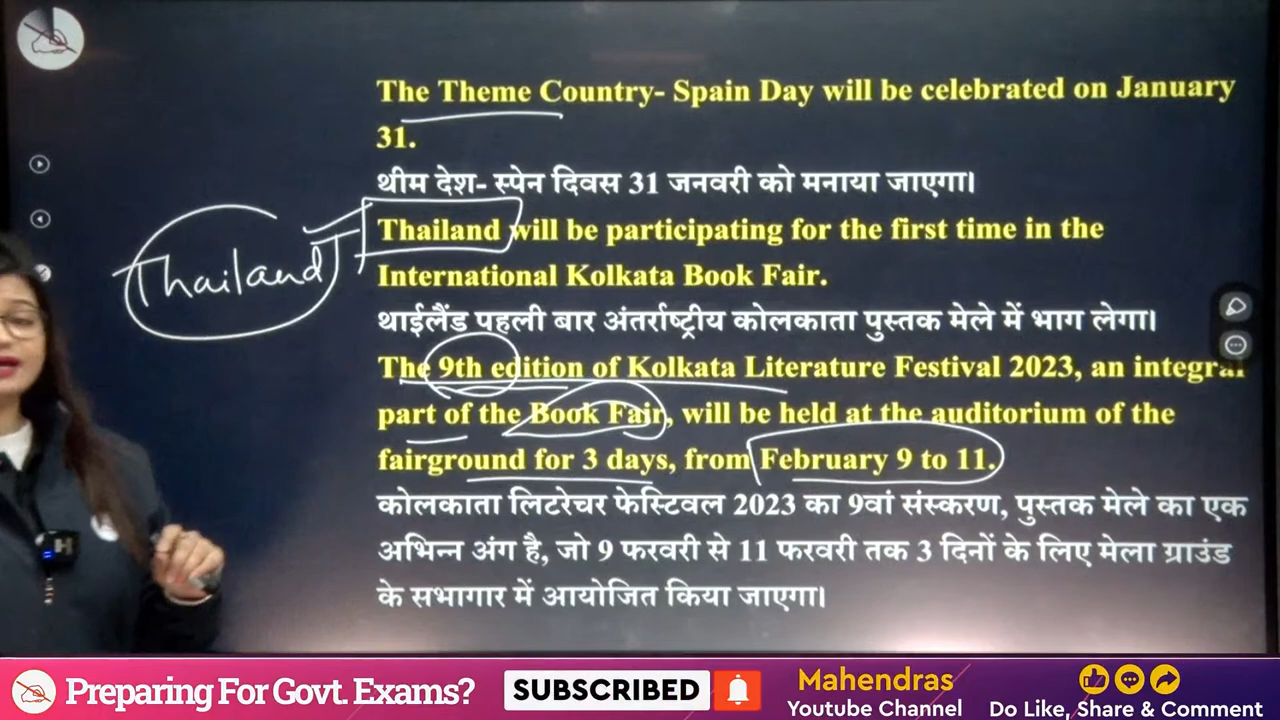 The Theme Country- Spain Day will be celebrated on January
31.
थीम देश- स्पेन दिवस 31 जनवरी को मनाया जाएगा।
Thailand will be participating for the first time in the
Thailand
International Kolkata Book Fair.
थाईलैंड पहली बार अंतर्राष्ट्रीय कोलकाता पुस्तक मेले में भाग लेगा।
The 9th edition of Kolkata Literature Festival 2023, an integral
part of the Book Fair, will be held at the auditorium of the
fairground for 3 days, from February 9 to 11.
कोलकाता लिटरेचर फेस्टिवल 2023 का 9वां संस्करण, पुस्तक मेले का एक
अभिन्न अंग है, जो 9 फरवरी से 11 फरवरी तक 3 दिनों के लिए मेला ग्राउंड
के सभागार में आयोजित किया जाएगा।
Preparing For Govt. Exams?
SUBSCRIBED
Mahendras
Youtube Channel
Do Like, Share & Comment